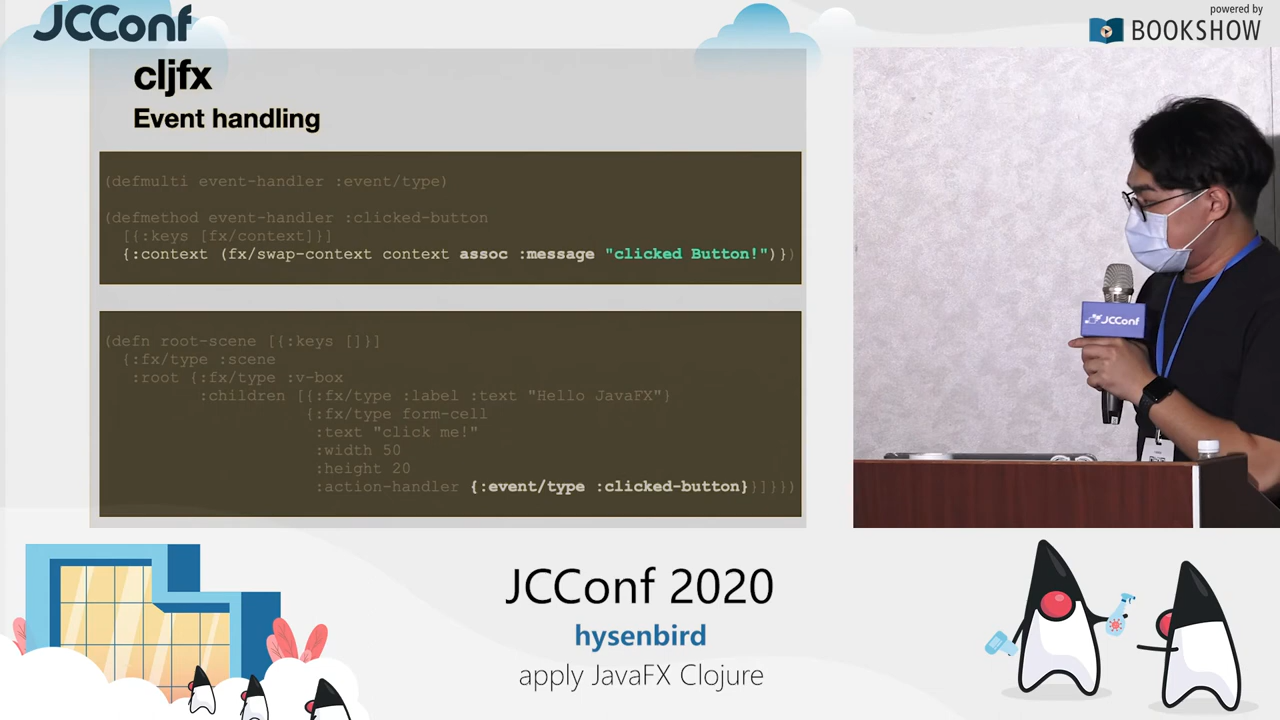 JCConf
powered by
BOOKSHOW
cljfx
Event handling
(defmulti event-handler :event/type)
(defmethod event-handler :clicked-button
[{:keys [fx/context]}]
{:context (fx/swap-context context assoc :message "clicked Button!")})
(defn root-scene [{:keys []}]
{:fx/type :scene
:root {:fx/type :v-box
:children [{:fx/type :label :text "Hello JavaFX"}
{:fx/type form-cell
:text "click me!"
:width 50
:height 20
:action-handler {:event/type :clicked-button}}]}})
JCConf
JCConf 2020
hysenbird
apply JavaFX Clojure